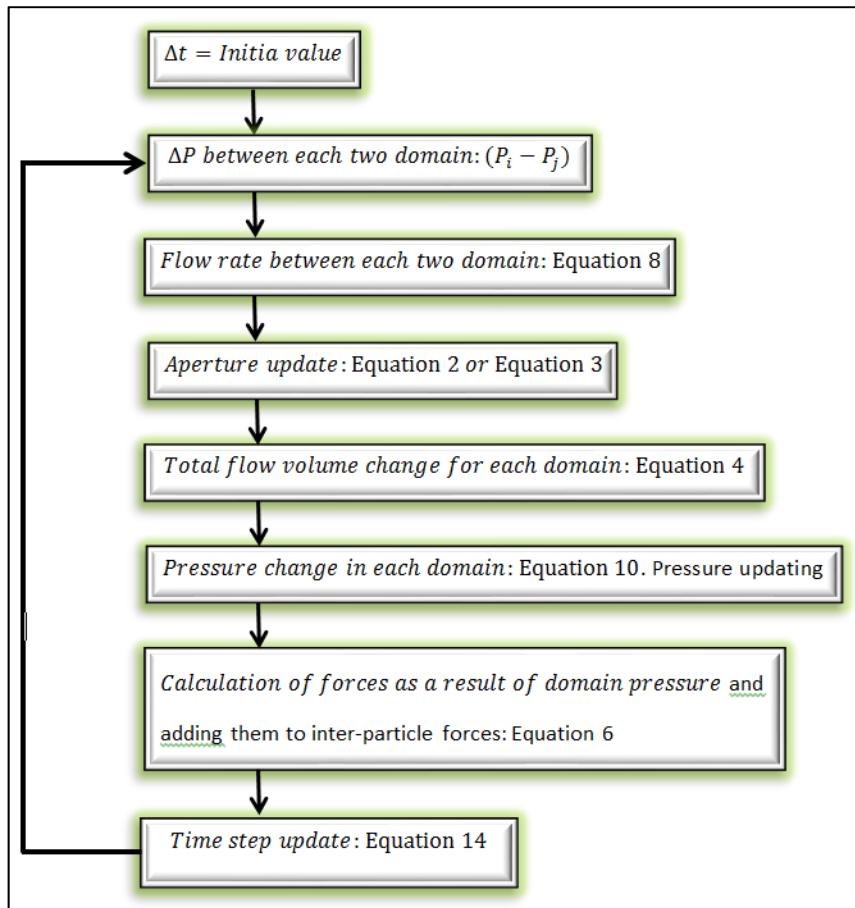 Δt = Initia value
ΔP between each two domain: (P_i − P_j)
Flow rate between each two domain: Equation 8
Aperture update: Equation 2 or Equation 3
Total flow volume change for each domain: Equation 4
Pressure change in each domain: Equation 10. Pressure updating
Calculation of forces as a result of domain pressure and
adding them to inter-particle forces: Equation 6
Time step update: Equation 14